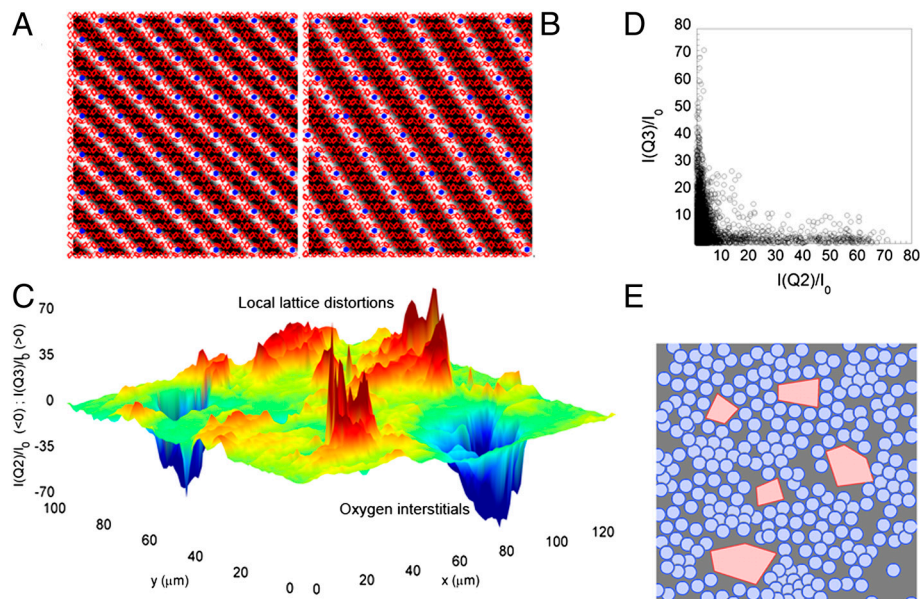 A
B
D
80
70
60
50
40
30
20
10
I(Q3)/I0
10 20 30 40 50 60 70 80
I(Q2)/I0
C
70
35
0
-35
-70
I(Q2)/I0 (<0) ; I(Q3)/I0 (>0)
Local lattice distortions
Oxygen interstitials
100
80
60
40
20
0
y (μm)
0
20
40
60
80
100
120
x (μm)
E